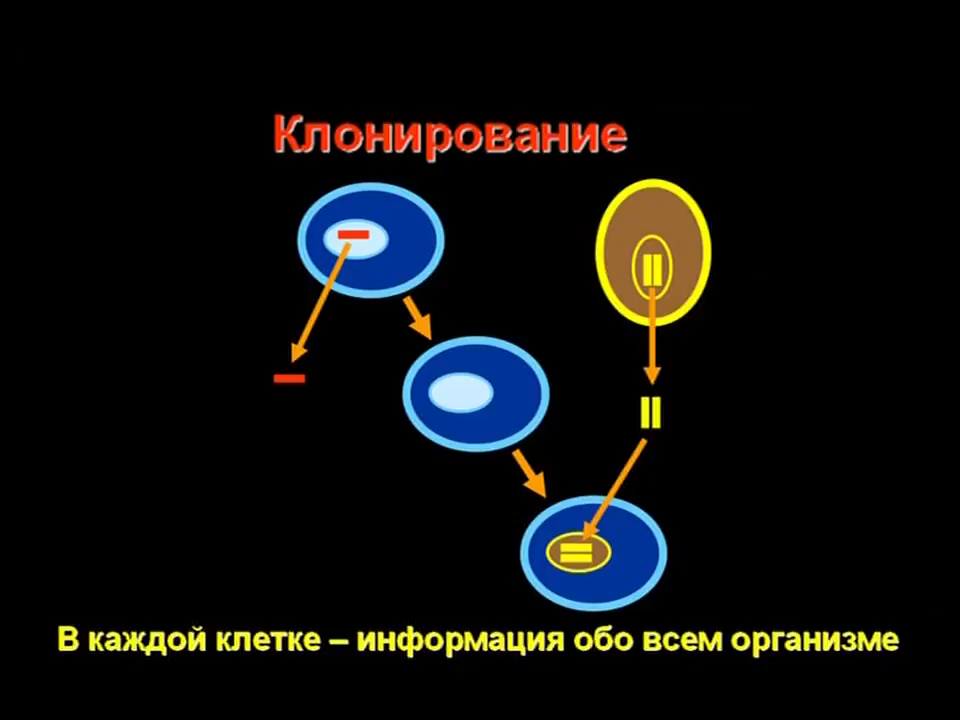 Клонирование
В каждой клетке – информация обо всем организме